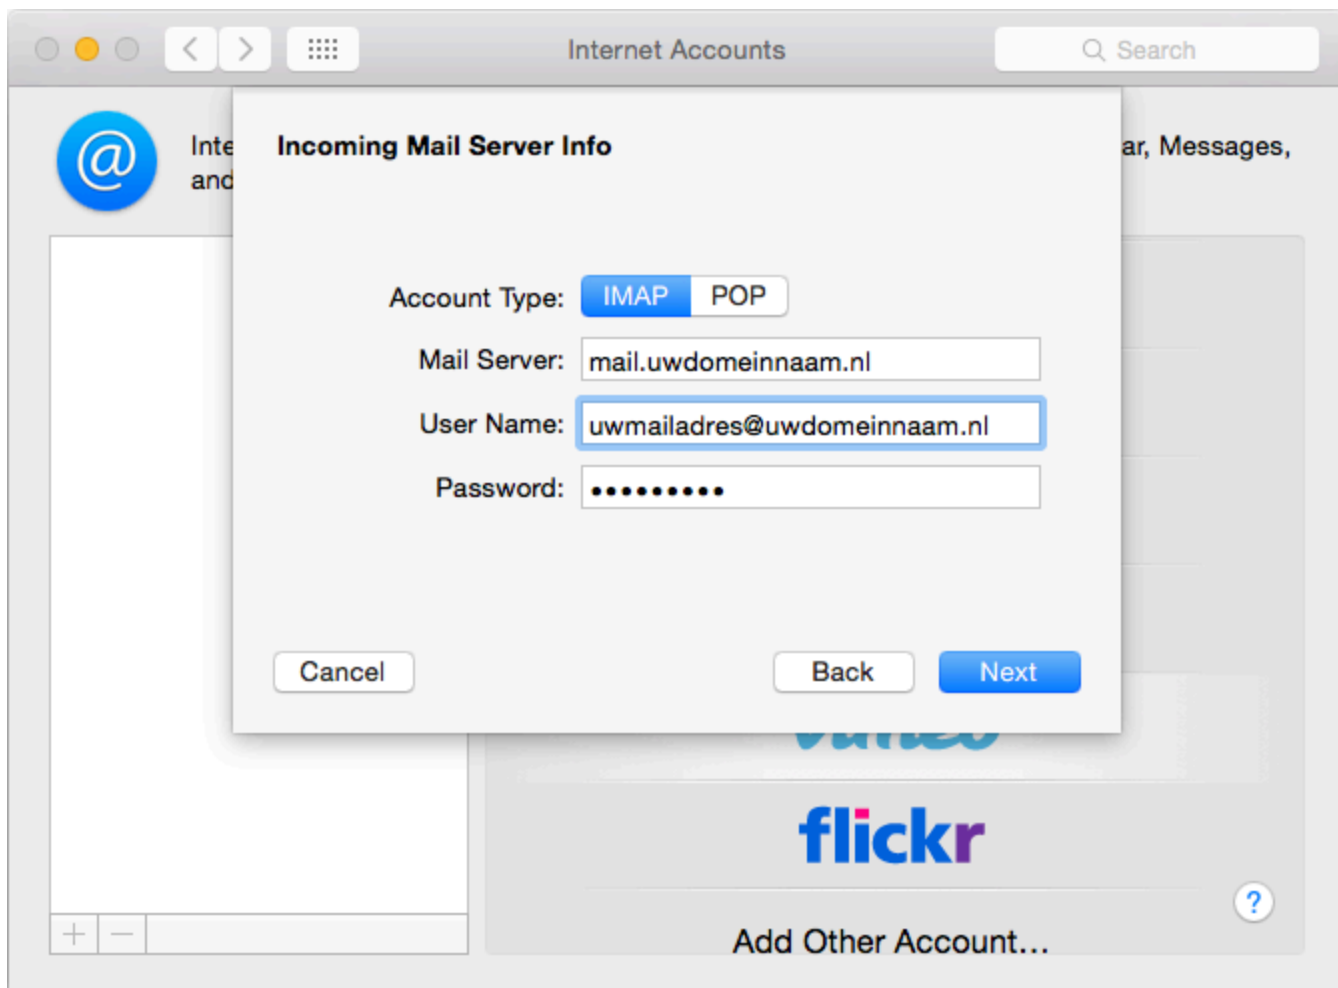 Internet Accounts
Search
@
Inte
ar, Messages,
and
Incoming Mail Server Info
Account Type: IMAP POP
Mail Server: mail.uwdomeinnaam.nl
User Name: uwmailadres@uwdomeinnaam.nl
Password: •••••••••
Cancel Back Next
flickr
?
Add Other Account...